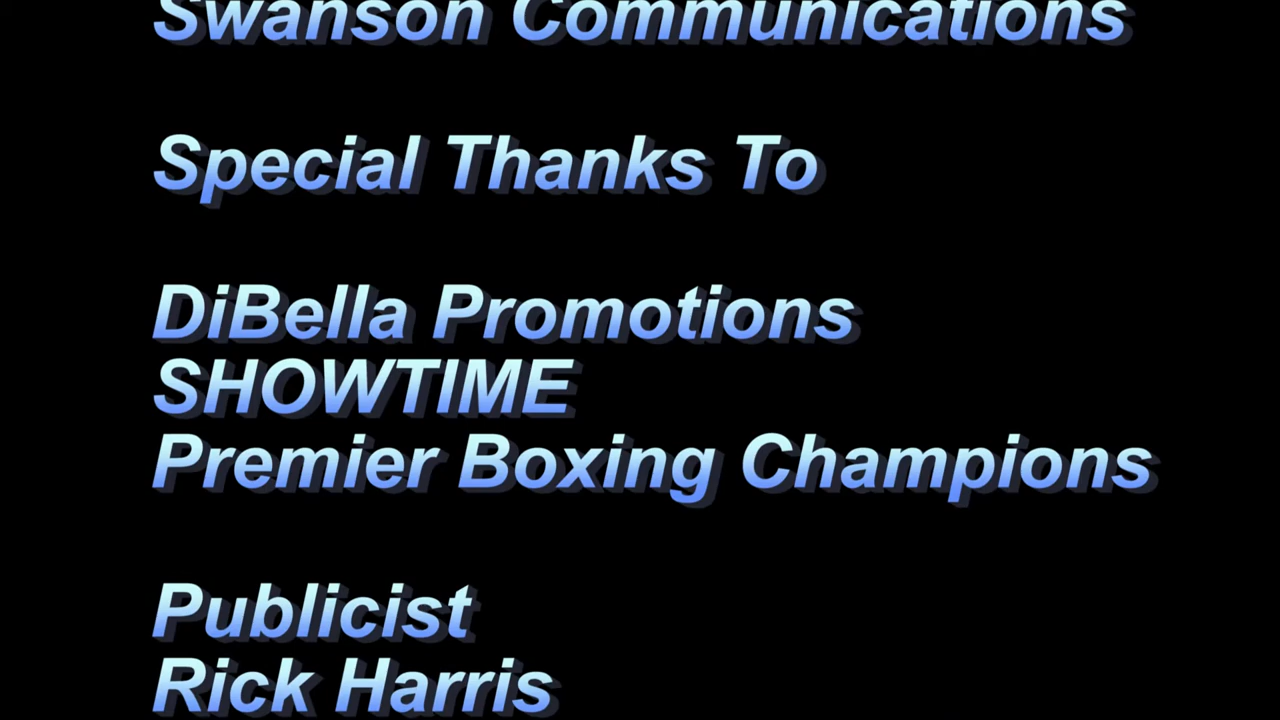 Swanson Communications
Special Thanks To
DiBella Promotions
SHOWTIME
Premier Boxing Champions
Publicist
Rick Harris